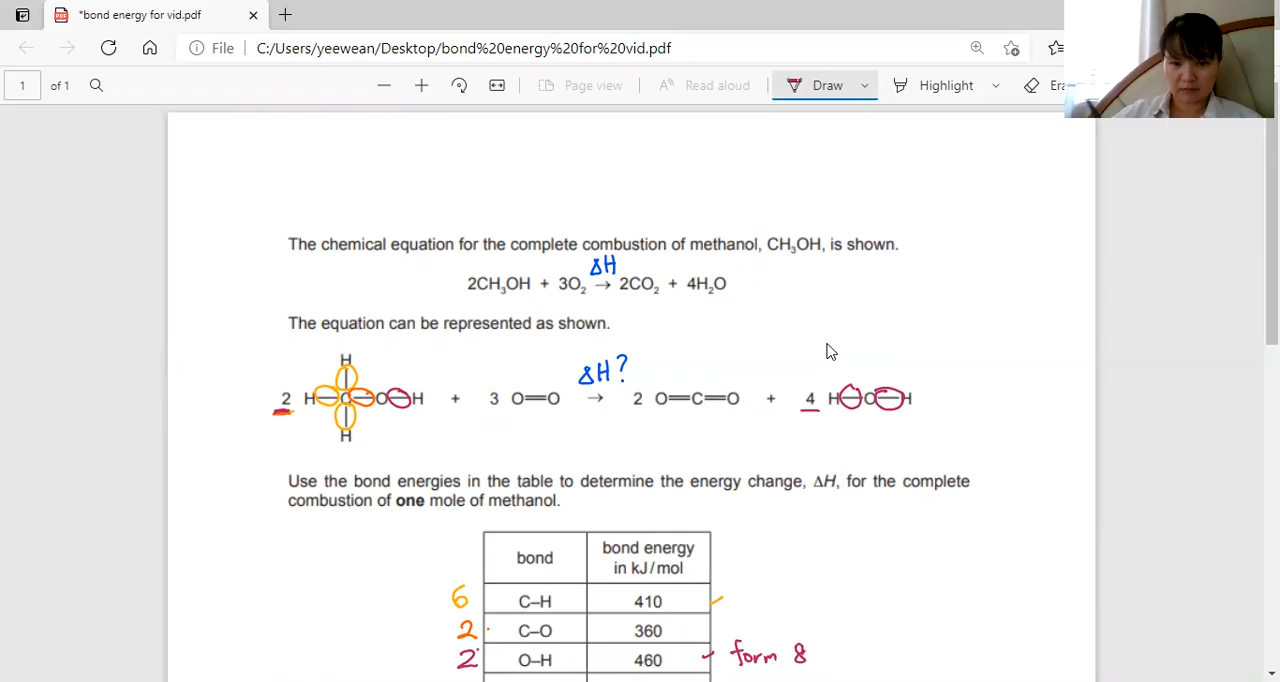 *bond energy for vid.pdf
File C:/Users/yeewean/Desktop/bond%20energy%20for%20vid.pdf
1 of 1 Page view Read aloud Draw Highlight
The chemical equation for the complete combustion of methanol, CH₃OH, is shown.
ΔH
2CH₃OH + 3O₂ → 2CO₂ + 4H₂O
The equation can be represented as shown.
H
ΔH?
2 H—C—O—H + 3 O=O → 2 O=C=O + 4 H—O—H
H
Use the bond energies in the table to determine the energy change, ΔH, for the complete
combustion of one mole of methanol.
bond bond energy
in kJ/mol
6 C–H 410
2 C–O 360
2 O–H 460 form 8